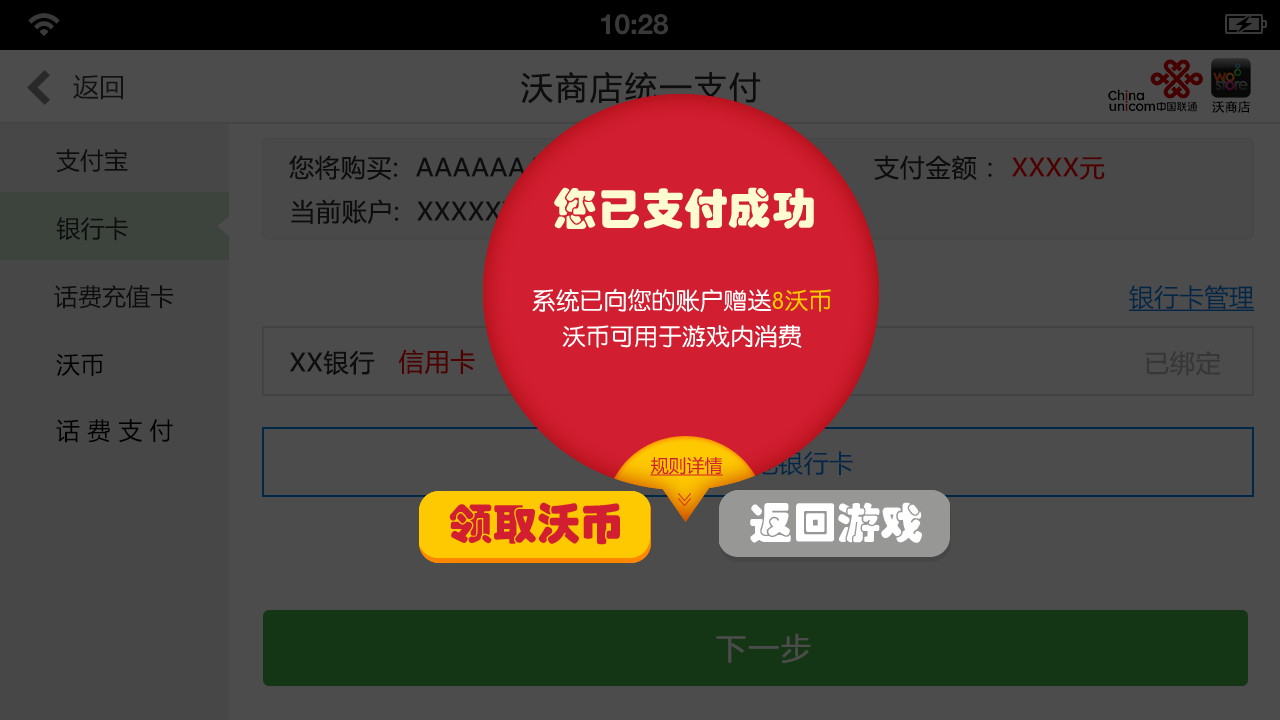 10:28
返回
沃商店统一支付
China unicom中国联通
wo store
沃商店
支付宝
银行卡
话费充值卡
沃币
话费支付
您将购买: AAAAAA
支付金额： XXXX元
当前账户: XXXXX
您已支付成功
系统已向您的账户赠送8沃币
沃币可用于游戏内消费
银行卡管理
XX银行 信用卡
已绑定
银行卡
规则详情
领取沃币
返回游戏
下一步